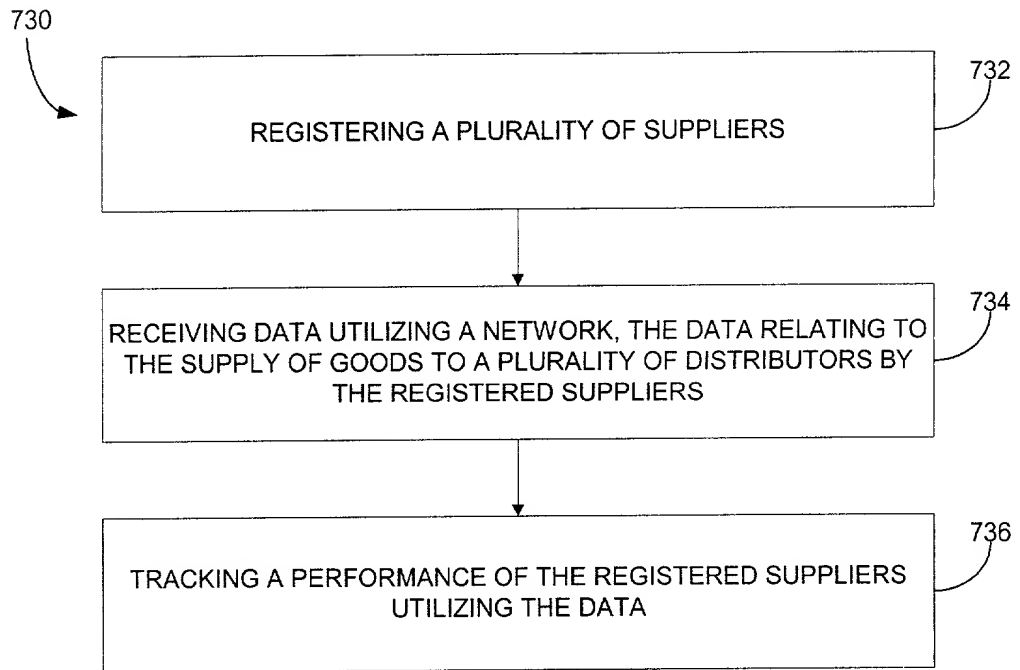 730
732
REGISTERING A PLURALITY OF SUPPLIERS
734
RECEIVING DATA UTILIZING A NETWORK, THE DATA RELATING TO
THE SUPPLY OF GOODS TO A PLURALITY OF DISTRIBUTORS BY
THE REGISTERED SUPPLIERS
736
TRACKING A PERFORMANCE OF THE REGISTERED SUPPLIERS
UTILIZING THE DATA